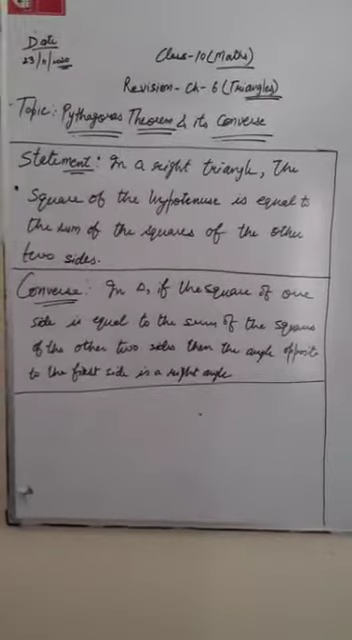 Date
23/11/2020
Class-10 (Maths)
Revision - Ch - 6 (Triangles)
Topic: Pythagoras Theorem & its Converse
Statement: In a right triangle, the
Square of the hypotenuse is equal to
the sum of the squares of the other
two sides.
Converse: In Δ, if the square of one
side is equal to the sum of the squares
of the other two sides then the angle opposite
to the first side is a right angle